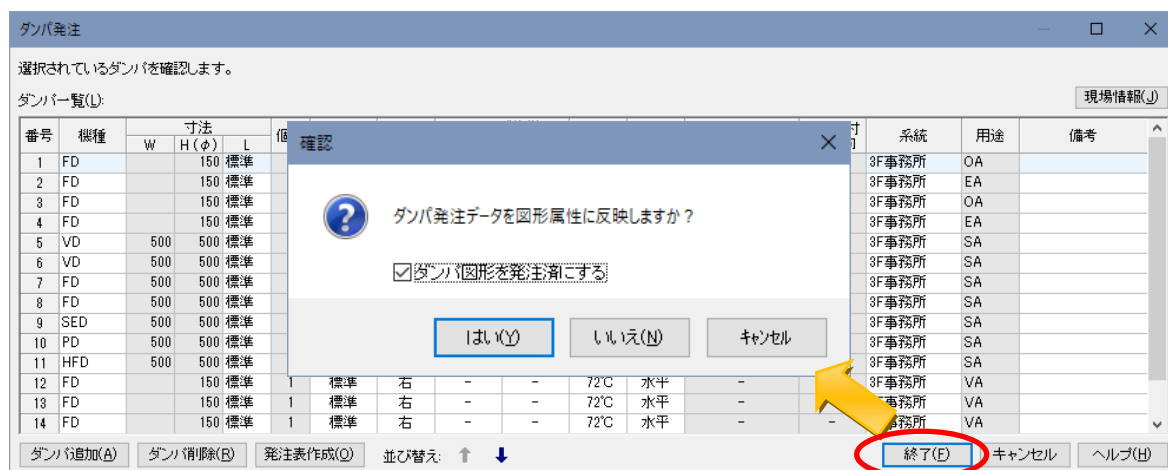 ダンパ発注
選択されているダンパを確認します。
ダンパ一覧(L):
現場情報(J)
番号 機種 寸法 W H(φ) L 系統 用途 備考
1 FD 150 標準 3F事務所 OA
2 FD 150 標準 3F事務所 EA
3 FD 150 標準 3F事務所 OA
4 FD 150 標準 3F事務所 EA
5 VD 500 500 標準 3F事務所 SA
6 VD 500 500 標準 3F事務所 SA
7 FD 500 500 標準 3F事務所 SA
8 FD 500 500 標準 3F事務所 SA
9 SED 500 500 標準 3F事務所 SA
10 PD 500 500 標準 3F事務所 SA
11 HFD 500 500 標準 3F事務所 SA
12 FD 150 標準 1 標準 右 - - 72℃ 水平 - 3F事務所 VA
13 FD 150 標準 1 標準 右 - - 72℃ 水平 - 事務所 VA
14 FD 150 標準 1 標準 右 - - 72℃ 水平 - - 務所 VA
確認
ダンパ発注データを図形属性に反映しますか?
ダンパ図形を発注済にする
はい(Y) いいえ(N) キャンセル
ダンパ追加(A) ダンパ削除(R) 発注表作成(O) 並び替え: 終了(F) キャンセル ヘルプ(H)